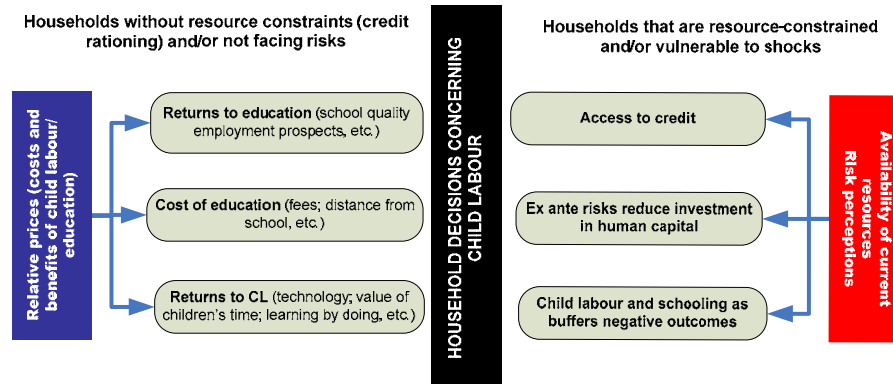 Households without resource constraints (credit
rationing) and/or not facing risks
Relative prices (costs and
benefits of child labour/
education)
Returns to education (school quality
employment prospects, etc.)
Cost of education (fees; distance from
school, etc.)
Returns to CL (technology; value of
children's time; learning by doing, etc.)
HOUSEHOLD DECISIONS CONCERNING
CHILD LABOUR
Households that are resource-constrained
and/or vulnerable to shocks
Access to credit
Ex ante risks reduce investment
in human capital
Child labour and schooling as
buffers negative outcomes
Availability of current
resources
Risk perceptions